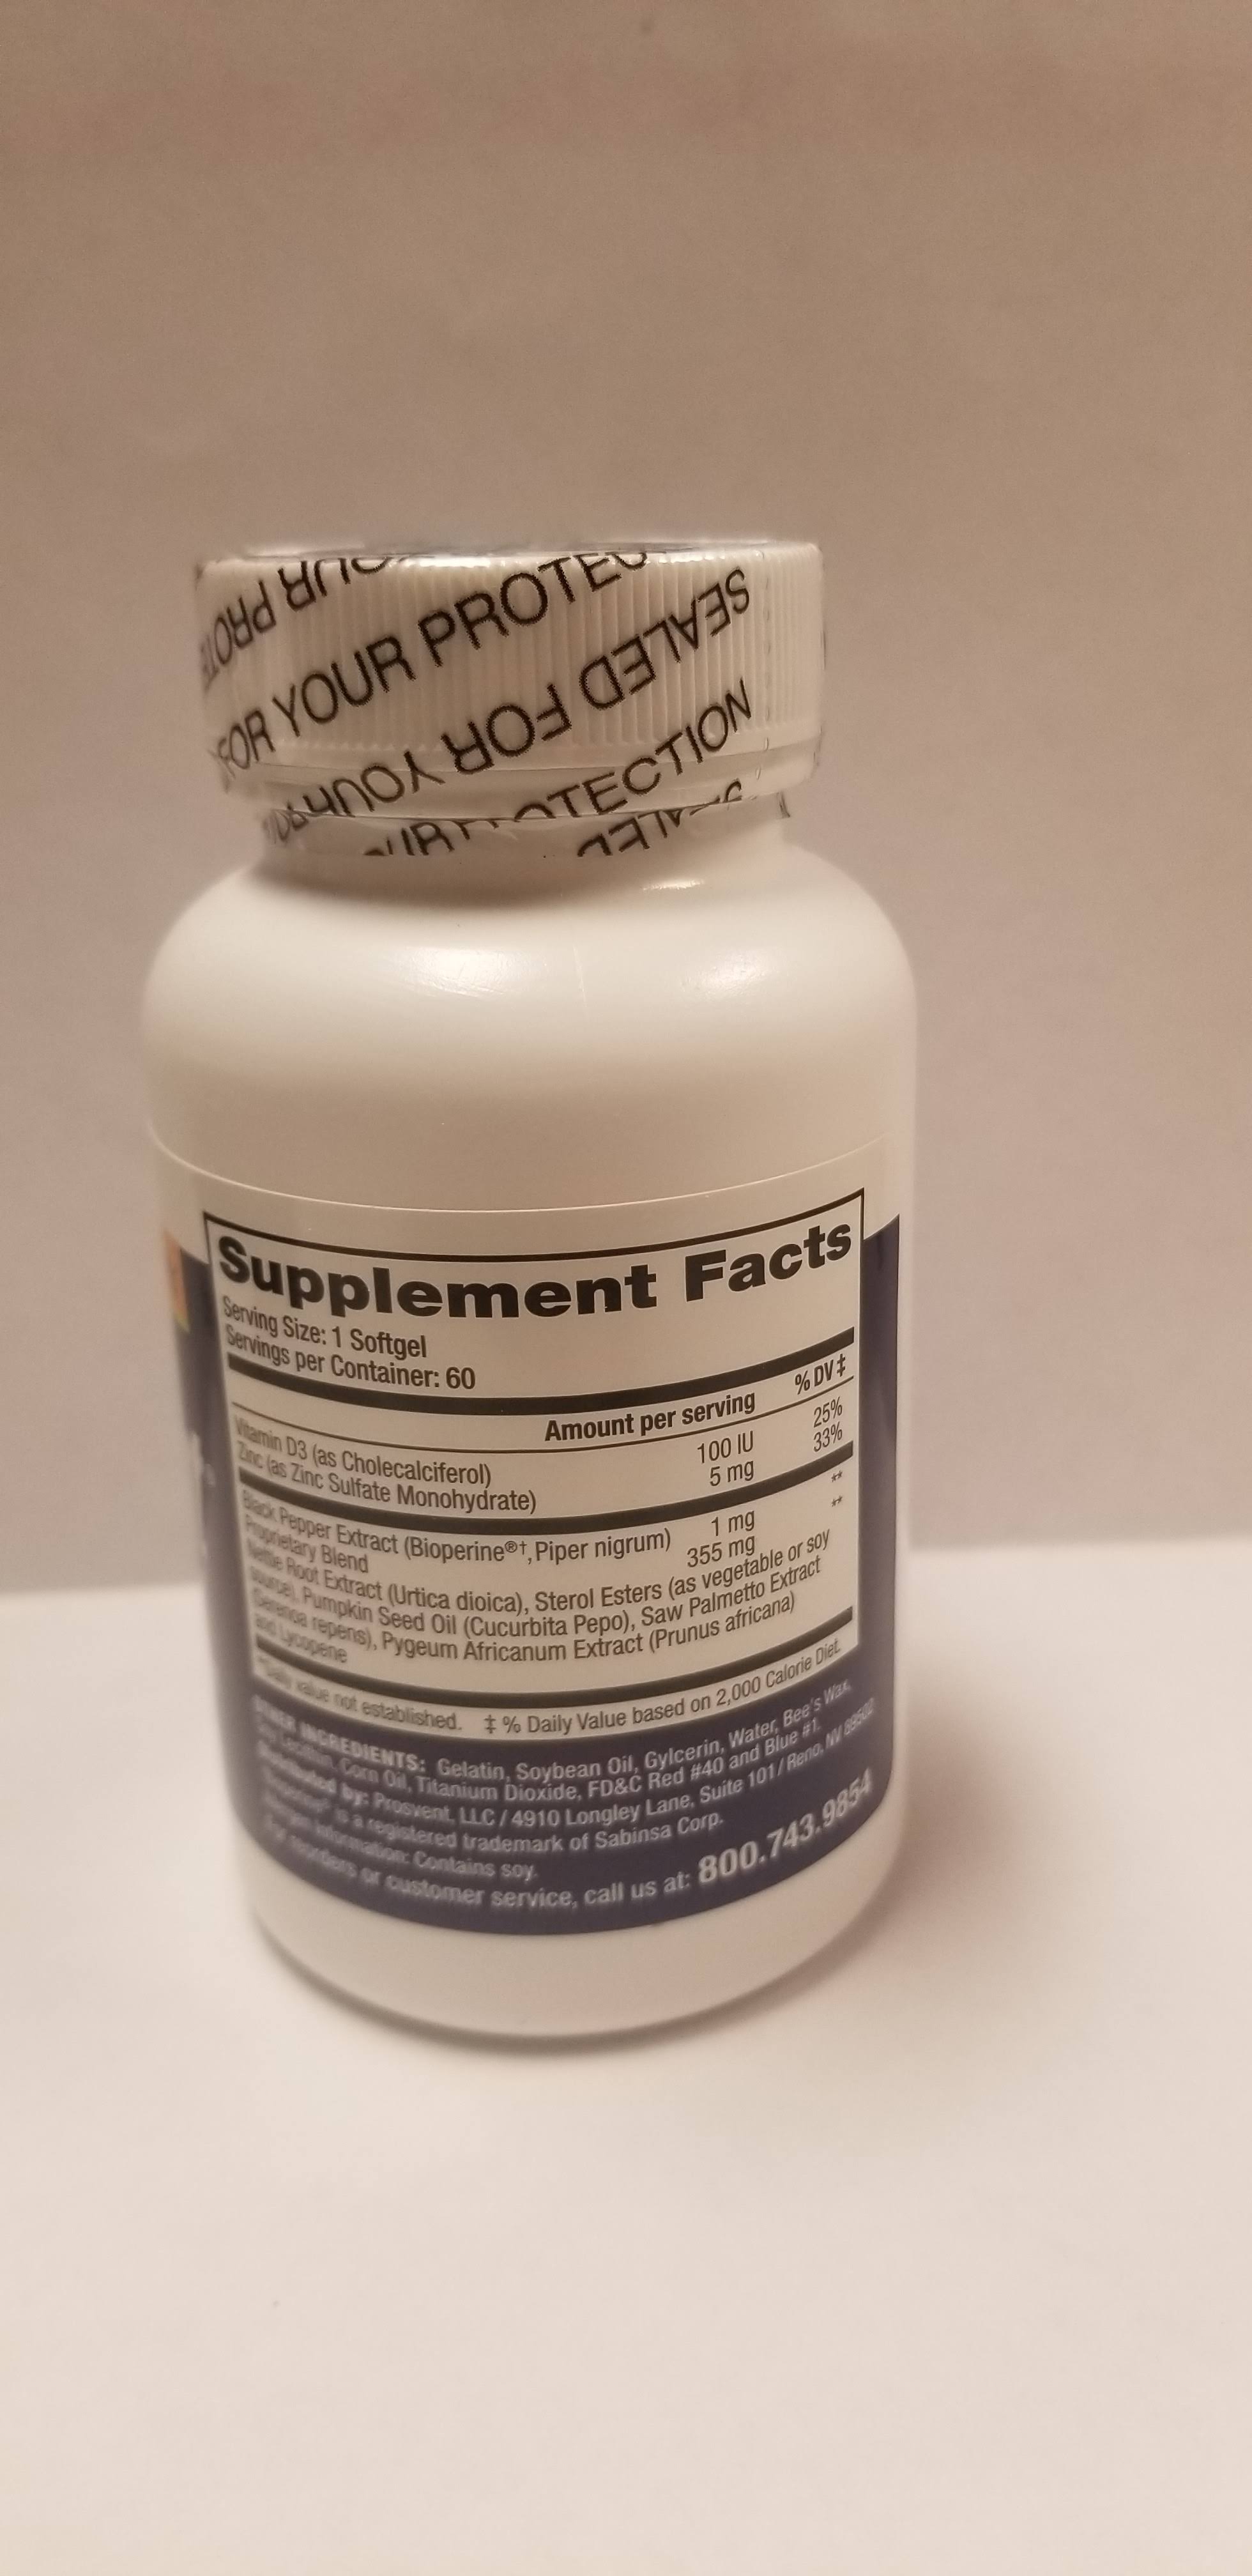 OUR PROTE
FOR YOUR PROTEC
SEALED FOR YOUR
OTECTION
Supplement Facts
Serving Size: 1 Softgel
Servings per Container: 60
Amount per serving % DV‡
Vitamin D3 (as Cholecalciferol) 100 IU 25%
Zinc (as Zinc Sulfate Monohydrate) 5 mg 33%
Black Pepper Extract (Bioperine®†, Piper nigrum) 1 mg **
Proprietary Blend 355 mg **
Nettle Root Extract (Urtica dioica), Sterol Esters (as vegetable or soy
source), Pumpkin Seed Oil (Cucurbita Pepo), Saw Palmetto Extract
(Serenoa repens), Pygeum Africanum Extract (Prunus africana)
and Lycopene
**Daily value not established. ‡ % Daily Value based on 2,000 Calorie Diet.
OTHER INGREDIENTS: Gelatin, Soybean Oil, Gylcerin, Water, Bee's Wax,
Soy Lecithin, Corn Oil, Titanium Dioxide, FD&C Red #40 and Blue #1.
Distributed by: Prosvent, LLC / 4910 Longley Lane, Suite 101 / Reno, NV 89502
Bioperine® is a registered trademark of Sabinsa Corp.
Allergen Information: Contains soy.
For reorders or customer service, call us at: 800.743.9854